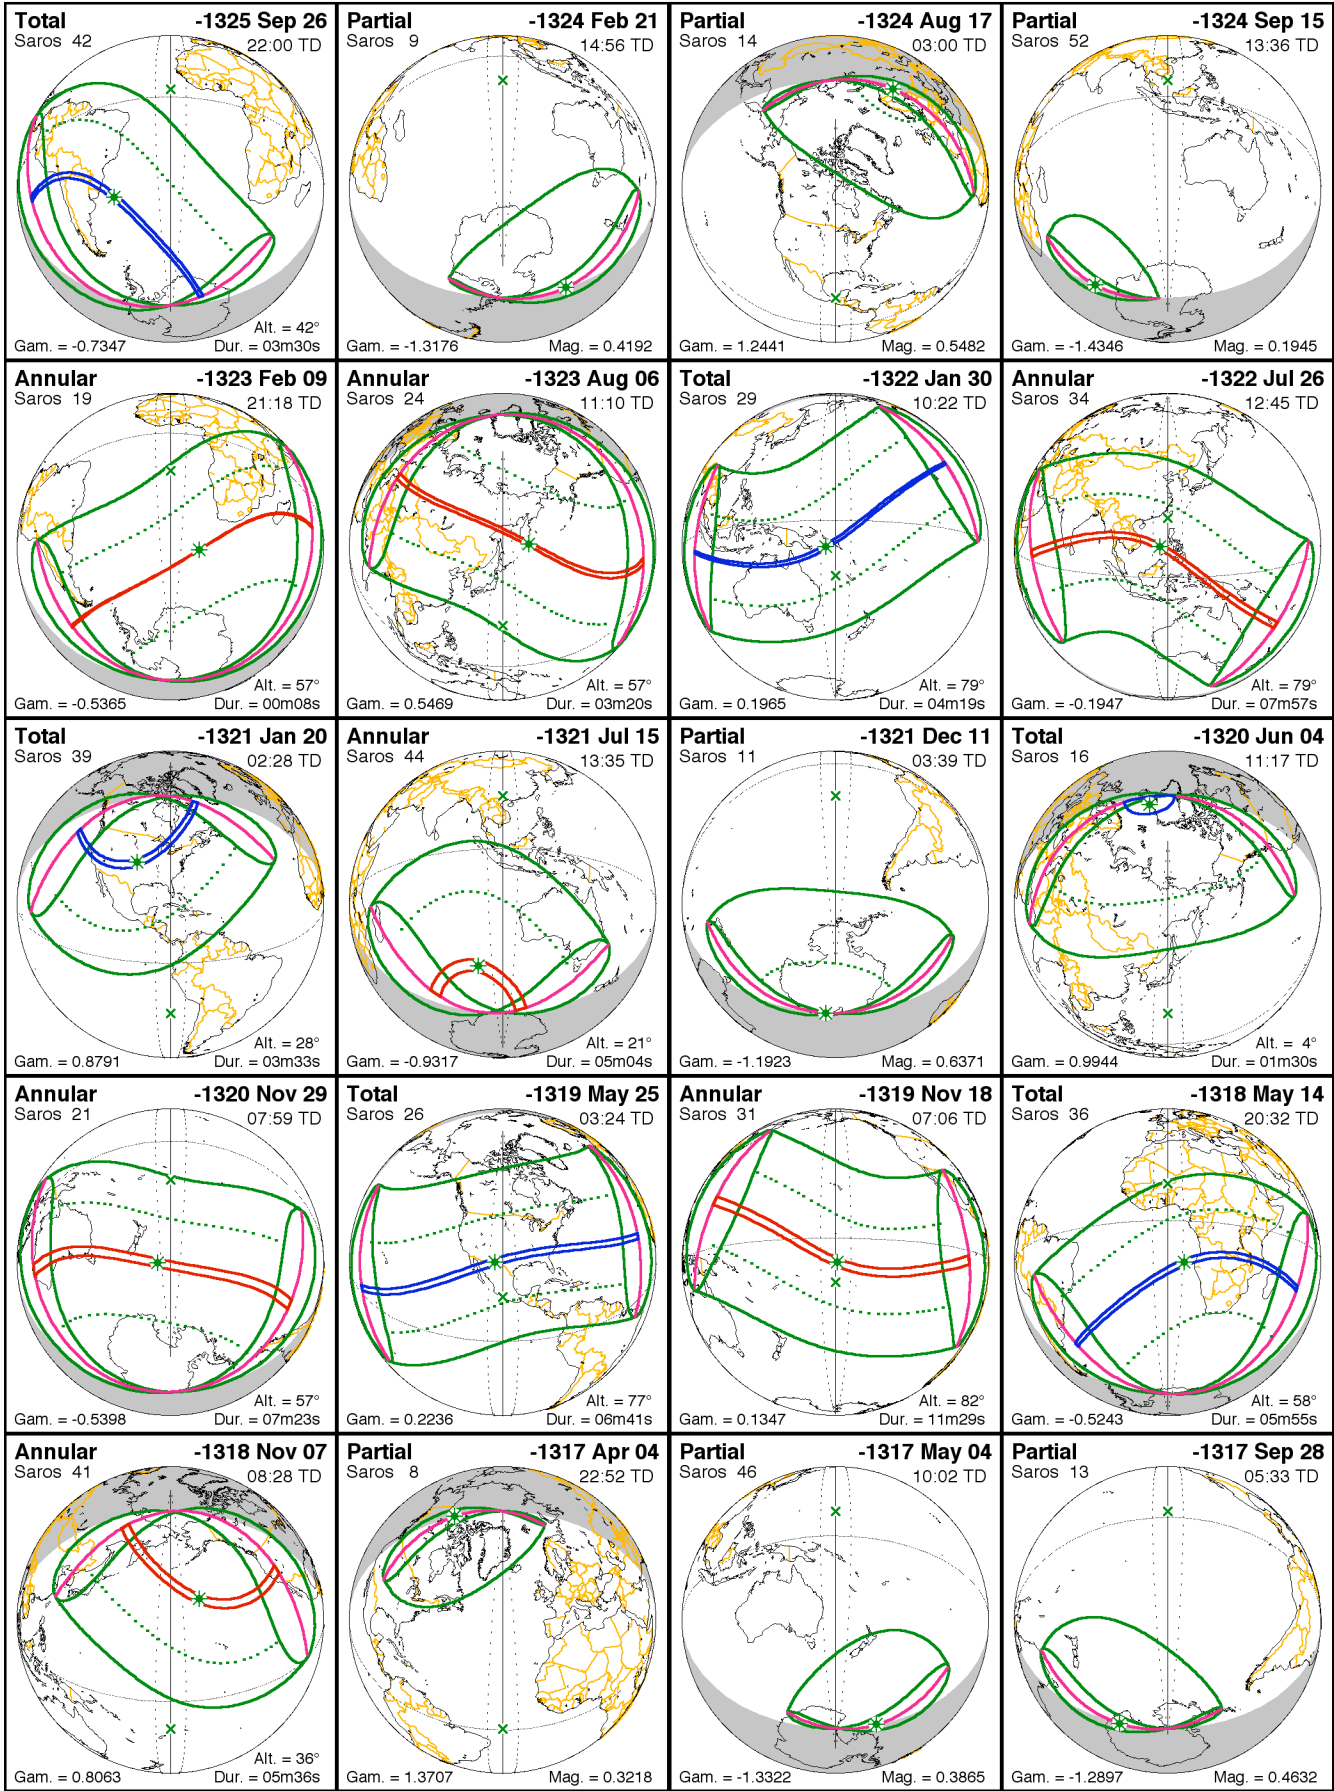 Total -1325 Sep 26
Saros 42 22:00 TD
Alt. = 42°
Gam. = -0.7347 Dur. = 03m30s
Partial -1324 Feb 21
Saros 9 14:56 TD
Gam. = -1.3176 Mag. = 0.4192
Partial -1324 Aug 17
Saros 14 03:00 TD
Gam. = 1.2441 Mag. = 0.5482
Partial -1324 Sep 15
Saros 52 13:36 TD
Gam. = -1.4346 Mag. = 0.1945
Annular -1323 Feb 09
Saros 19 21:18 TD
Alt. = 57°
Gam. = -0.5365 Dur. = 00m08s
Annular -1323 Aug 06
Saros 24 11:10 TD
Alt. = 57°
Gam. = 0.5469 Dur. = 03m20s
Total -1322 Jan 30
Saros 29 10:22 TD
Alt. = 79°
Gam. = 0.1965 Dur. = 04m19s
Annular -1322 Jul 26
Saros 34 12:45 TD
Alt. = 79°
Gam. = -0.1947 Dur. = 07m57s
Total -1321 Jan 20
Saros 39 02:28 TD
Alt. = 28°
Gam. = 0.8791 Dur. = 03m33s
Annular -1321 Jul 15
Saros 44 13:35 TD
Alt. = 21°
Gam. = -0.9317 Dur. = 05m04s
Partial -1321 Dec 11
Saros 11 03:39 TD
Gam. = -1.1923 Mag. = 0.6371
Total -1320 Jun 04
Saros 16 11:17 TD
Alt. = 4°
Gam. = 0.9944 Dur. = 01m30s
Annular -1320 Nov 29
Saros 21 07:59 TD
Alt. = 57°
Gam. = -0.5398 Dur. = 07m23s
Total -1319 May 25
Saros 26 03:24 TD
Alt. = 77°
Gam. = 0.2236 Dur. = 06m41s
Annular -1319 Nov 18
Saros 31 07:06 TD
Alt. = 82°
Gam. = 0.1347 Dur. = 11m29s
Total -1318 May 14
Saros 36 20:32 TD
Alt. = 58°
Gam. = -0.5243 Dur. = 05m55s
Annular -1318 Nov 07
Saros 41 08:28 TD
Alt. = 36°
Gam. = 0.8063 Dur. = 05m36s
Partial -1317 Apr 04
Saros 8 22:52 TD
Gam. = 1.3707 Mag. = 0.3218
Partial -1317 May 04
Saros 46 10:02 TD
Gam. = -1.3322 Mag. = 0.3865
Partial -1317 Sep 28
Saros 13 05:33 TD
Gam. = -1.2897 Mag. = 0.4632